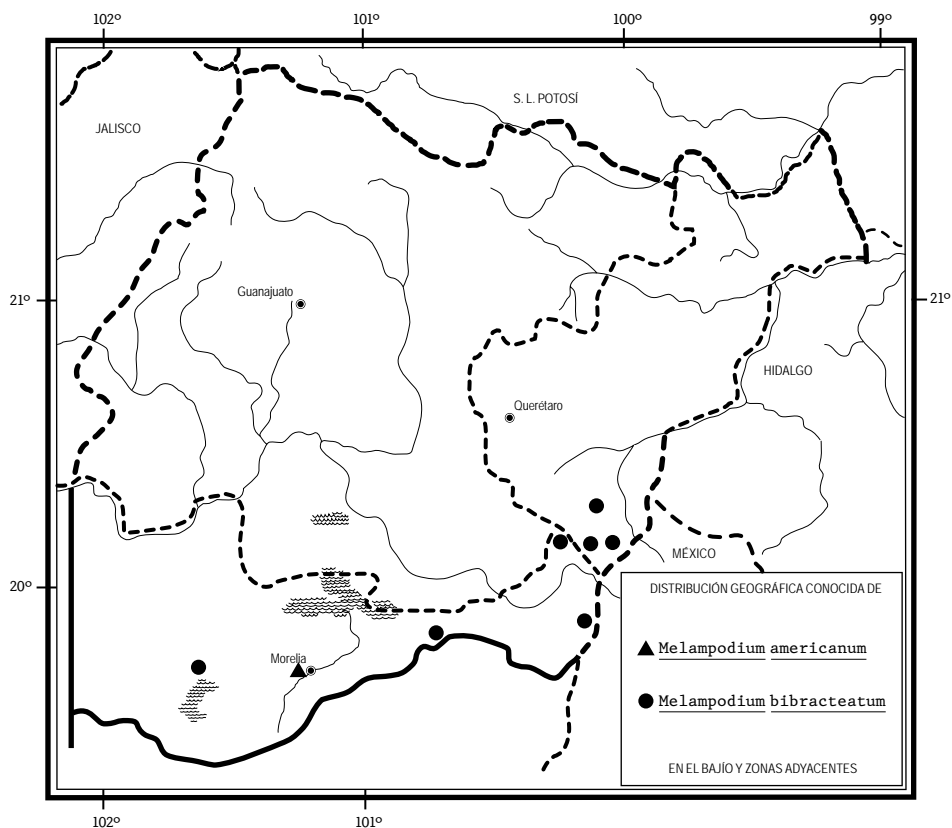 102° 101° 100° 99°
S. L. POTOSÍ
JALISCO
Guanajuato
21° 21°
HIDALGO
Querétaro
MÉXICO
20°
DISTRIBUCIÓN GEOGRÁFICA CONOCIDA DE
Morelia
Melampodium americanum
Melampodium bibracteatum
EN EL BAJÍO Y ZONAS ADYACENTES
102° 101°